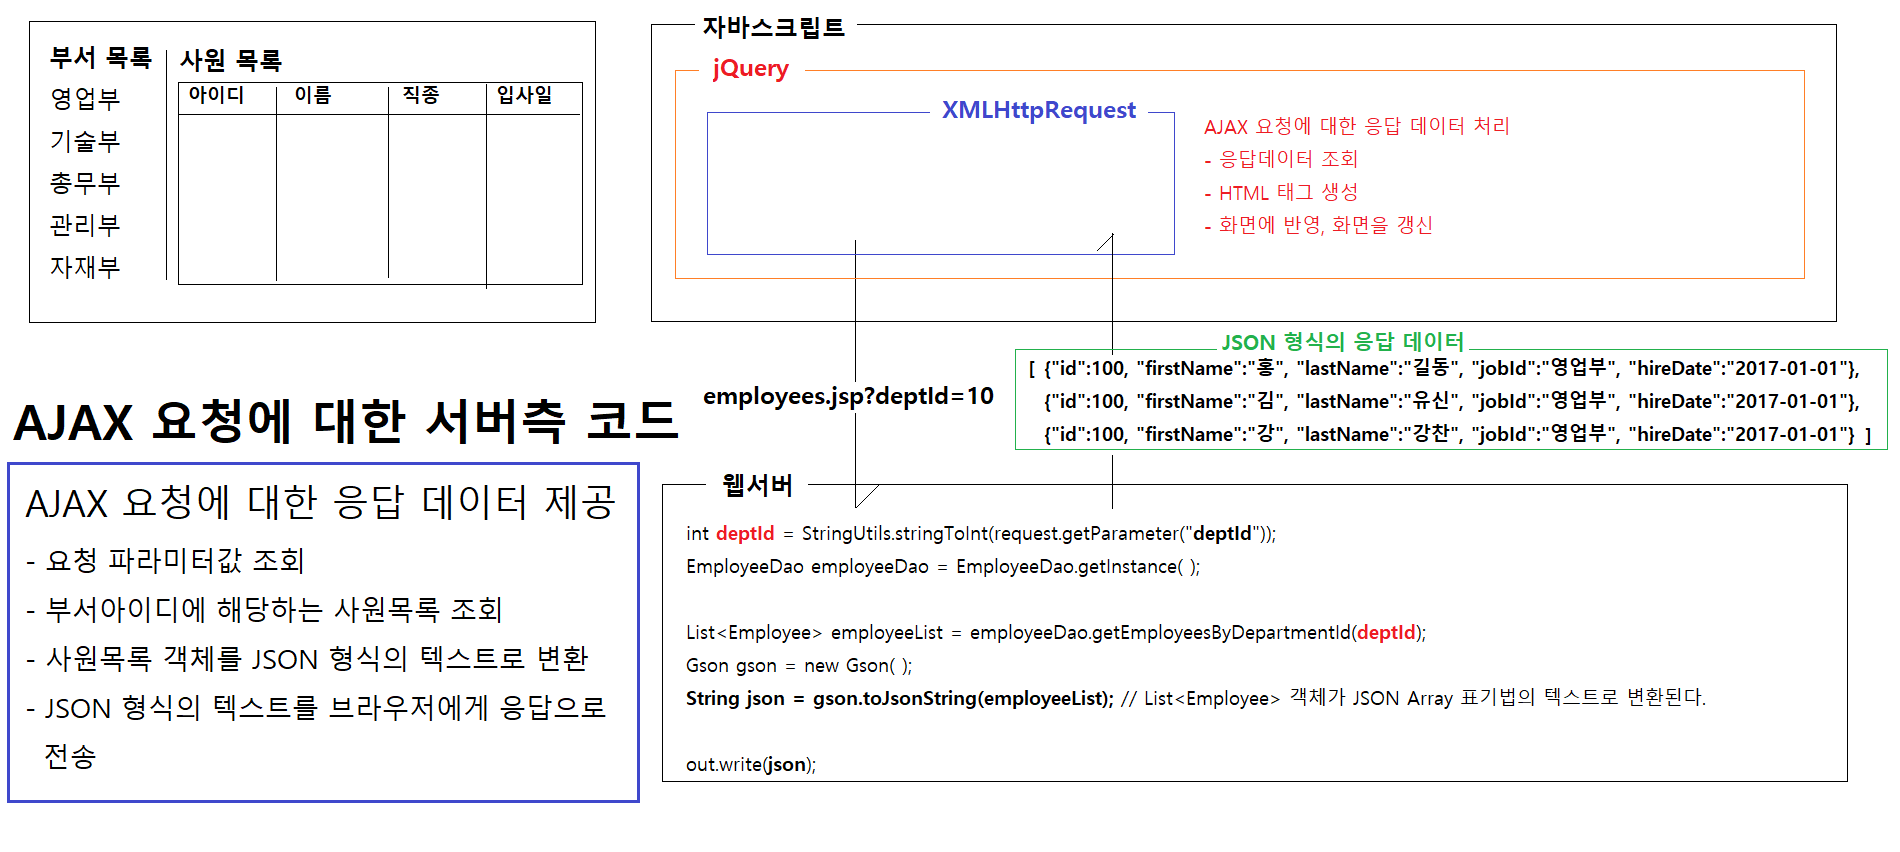 부서 목록
영업부
기술부
총무부
관리부
자재부
사원 목록
아이디 이름 직종 입사일
자바스크립트
jQuery
XMLHttpRequest
AJAX 요청에 대한 응답 데이터 처리
- 응답데이터 조회
- HTML 태그 생성
- 화면에 반영, 화면을 갱신
employees.jsp?deptId=10
JSON 형식의 응답 데이터
[ {"id":100, "firstName":"홍", "lastName":"길동", "jobId":"영업부", "hireDate":"2017-01-01"},
{"id":100, "firstName":"김", "lastName":"유신", "jobId":"영업부", "hireDate":"2017-01-01"},
{"id":100, "firstName":"강", "lastName":"강찬", "jobId":"영업부", "hireDate":"2017-01-01"} ]
AJAX 요청에 대한 서버측 코드
AJAX 요청에 대한 응답 데이터 제공
- 요청 파라미터값 조회
- 부서아이디에 해당하는 사원목록 조회
- 사원목록 객체를 JSON 형식의 텍스트로 변환
- JSON 형식의 텍스트를 브라우저에게 응답으로
전송
웹서버
int deptId = StringUtils.stringToInt(request.getParameter("deptId"));
EmployeeDao employeeDao = EmployeeDao.getInstance( );
List<Employee> employeeList = employeeDao.getEmployeesByDepartmentId(deptId);
Gson gson = new Gson( );
String json = gson.toJsonString(employeeList); // List<Employee> 객체가 JSON Array 표기법의 텍스트로 변환된다.
out.write(json);